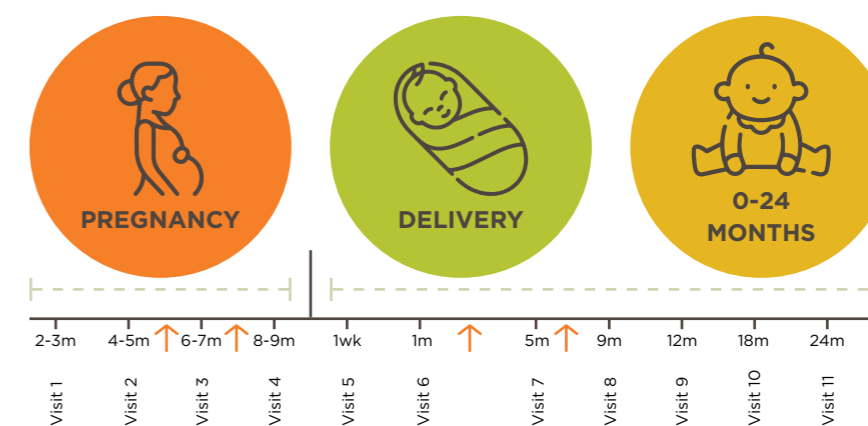 PREGNANCY
DELIVERY
0-24
MONTHS
2-3m 4-5m 6-7m 8-9m 1wk 1m 5m 9m 12m 18m 24m
Visit 1 Visit 2 Visit 3 Visit 4 Visit 5 Visit 6 Visit 7 Visit 8 Visit 9 Visit 10 Visit 11